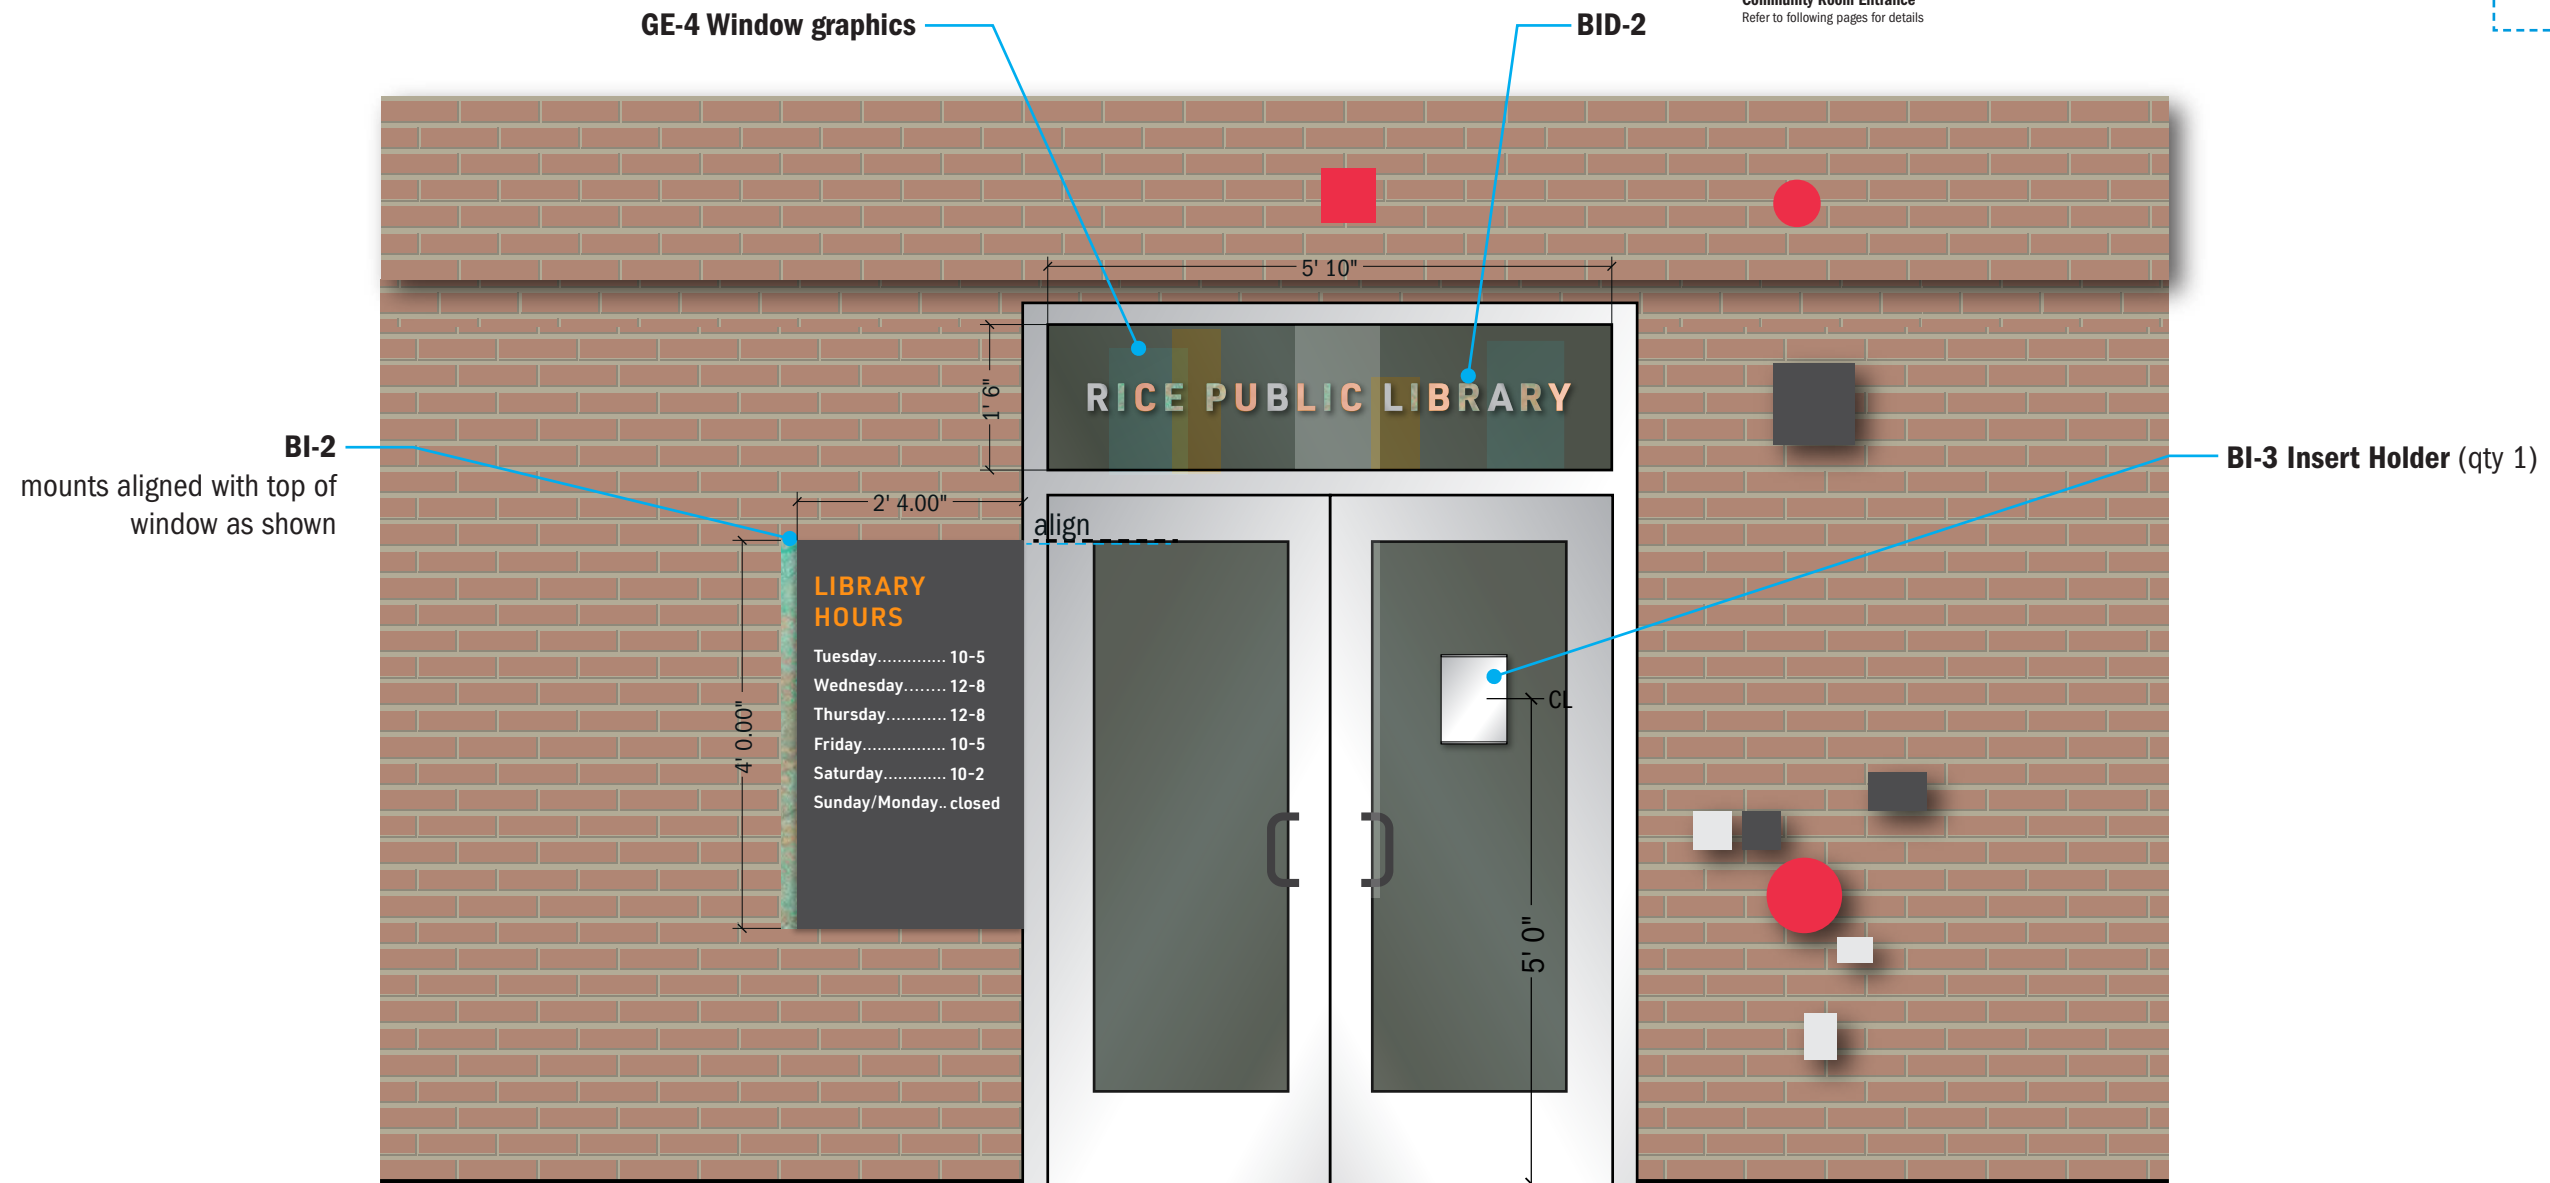 Community Room Entrance
Refer to following pages for details
GE-4 Window graphics
BID-2
5' 10"
1' 6"
RICE PUBLIC LIBRARY
BI-2
mounts aligned with top of
window as shown
BI-3 Insert Holder (qty 1)
2' 4.00"
align
4' 0.00"
LIBRARY
HOURS
Tuesday.............. 10-5
Wednesday........ 12-8
Thursday............ 12-8
Friday................. 10-5
Saturday............. 10-2
Sunday/Monday.. closed
CL
5' 0"